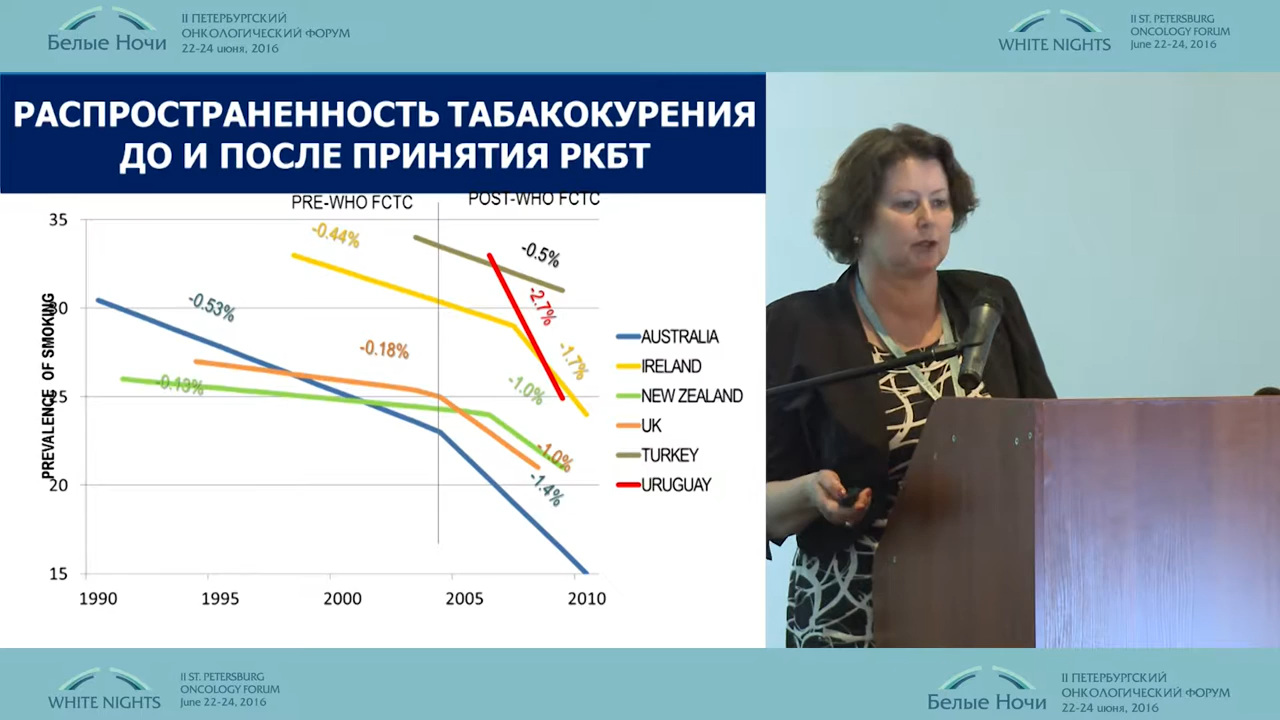 Белые Ночи
II ПЕТЕРБУРГСКИЙ
ОНКОЛОГИЧЕСКИЙ ФОРУМ
22-24 июня, 2016
WHITE NIGHTS
II ST. PETERSBURG
ONCOLOGY FORUM
June 22-24, 2016
РАСПРОСТРАНЕННОСТЬ ТАБАКОКУРЕНИЯ
ДО И ПОСЛЕ ПРИНЯТИЯ РКБТ
PRE-WHO FCTC
POST-WHO FCTC
PREVALENCE OF SMOKING
35
30
25
20
15
1990
1995
2000
2005
2010
-0.44%
-0.5%
-0.53%
-2.7%
-0.18%
-1.7%
-0.13%
-1.0%
-1.0%
-1.4%
AUSTRALIA
IRELAND
NEW ZEALAND
UK
TURKEY
URUGUAY
WHITE NIGHTS
II ST. PETERSBURG
ONCOLOGY FORUM
June 22-24, 2016
Белые Ночи
II ПЕТЕРБУРГСКИЙ
ОНКОЛОГИЧЕСКИЙ ФОРУМ
22-24 июня, 2016